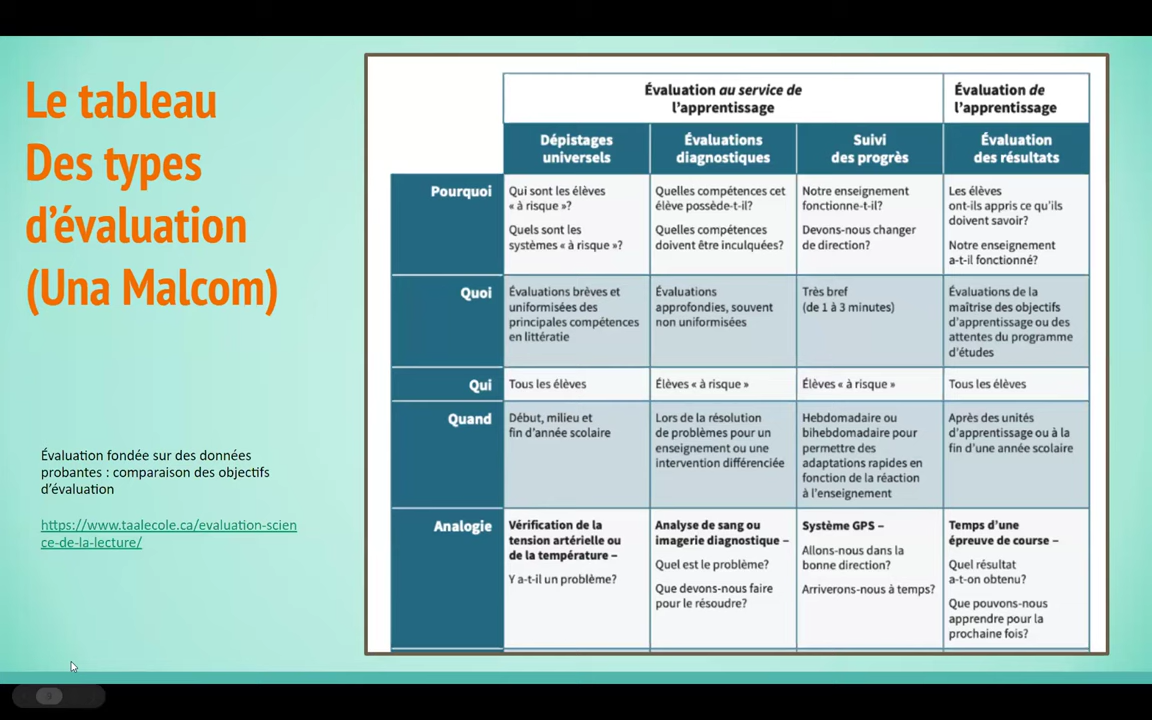 Le tableau
Des types
d'évaluation
(Una Malcom)
Évaluation fondée sur des données
probantes : comparaison des objectifs
d'évaluation
https://www.taalecole.ca/evaluation-scien
ce-de-la-lecture/
Évaluation au service de
l'apprentissage
Évaluation de
l'apprentissage
Dépistages
universels
Évaluations
diagnostiques
Suivi
des progrès
Évaluation
des résultats
Pourquoi
Qui sont les élèves
« à risque »?
Quels sont les
systèmes « à risque »?
Quelles compétences cet
élève possède-t-il?
Quelles compétences
doivent être inculquées?
Notre enseignement
fonctionne-t-il?
Devons-nous changer
de direction?
Les élèves
ont-ils appris ce qu'ils
doivent savoir?
Notre enseignement
a-t-il fonctionné?
Quoi
Évaluations brèves et
uniformisées des
principales compétences
en littératie
Évaluations
approfondies, souvent
non uniformisées
Très bref
(de 1 à 3 minutes)
Évaluations de la
maîtrise des objectifs
d'apprentissage ou des
attentes du programme
d'études
Qui
Tous les élèves
Élèves « à risque »
Élèves « à risque »
Tous les élèves
Quand
Début, milieu et
fin d'année scolaire
Lors de la résolution
de problèmes pour un
enseignement ou une
intervention différenciée
Hebdomadaire ou
bihebdomadaire pour
permettre des
adaptations rapides en
fonction de la réaction
à l'enseignement
Après des unités
d'apprentissage ou à la
fin d'une année scolaire
Analogie
Vérification de la
tension artérielle ou
de la température –
Y a-t-il un problème?
Analyse de sang ou
imagerie diagnostique –
Quel est le problème?
Que devons-nous faire
pour le résoudre?
Système GPS –
Allons-nous dans la
bonne direction?
Arriverons-nous à temps?
Temps d'une
épreuve de course –
Quel résultat
a-t-on obtenu?
Que pouvons-nous
apprendre pour la
prochaine fois?